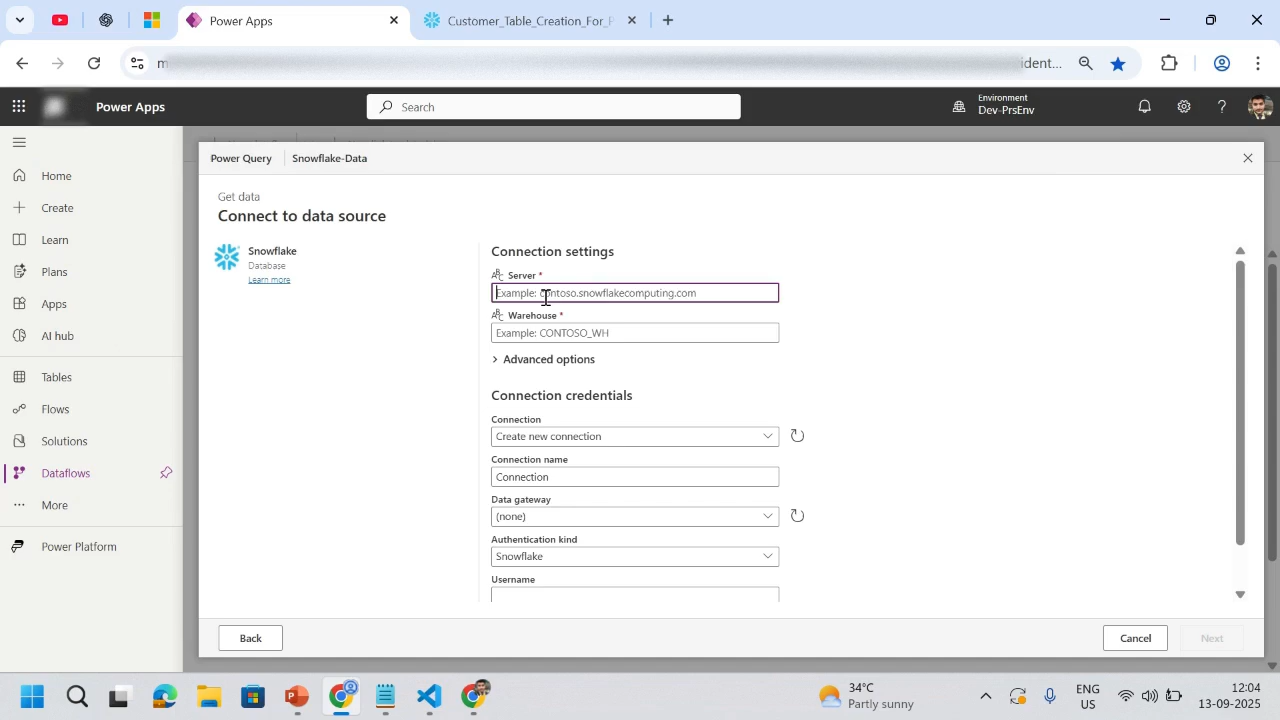 Power Apps
Customer_Table_Creation_For_P
ident...
Power Apps
Search
Environment
Dev-PrsEnv
Home
Create
Learn
Plans
Apps
AI hub
Tables
Flows
Solutions
Dataflows
More
Power Platform
Power Query
Snowflake-Data
Get data
Connect to data source
Snowflake
Database
Learn more
Connection settings
Server *
Example: contoso.snowflakecomputing.com
Warehouse *
Example: CONTOSO_WH
Advanced options
Connection credentials
Connection
Create new connection
Connection name
Connection
Data gateway
(none)
Authentication kind
Snowflake
Username
Back
Cancel
Next
34°C
Partly sunny
ENG
US
12:04
13-09-2025